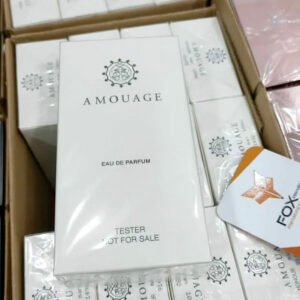 AMOUAGE
EAU DE PARFUM
TESTER
NOT FOR SALE
FOX